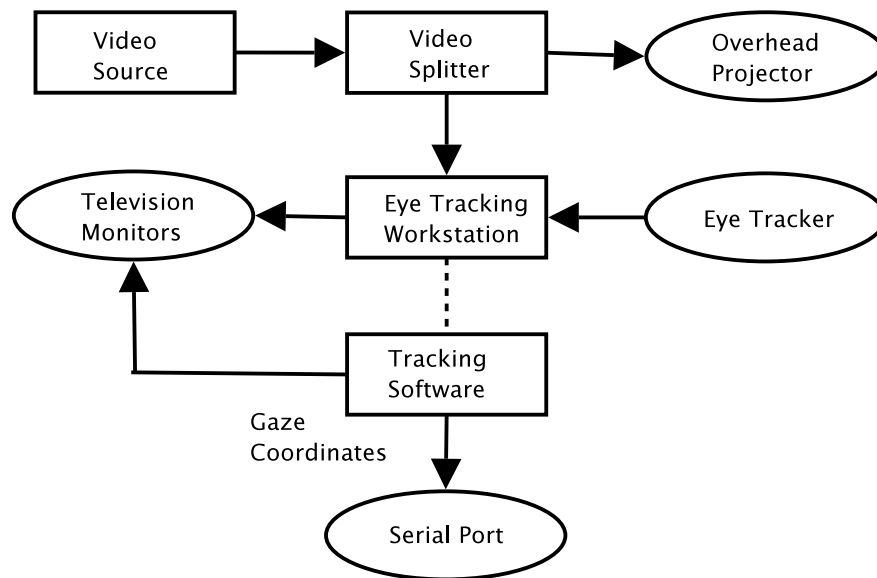 Video
Source
Video
Splitter
Overhead
Projector
Television
Monitors
Eye Tracking
Workstation
Eye Tracker
Tracking
Software
Gaze
Coordinates
Serial Port